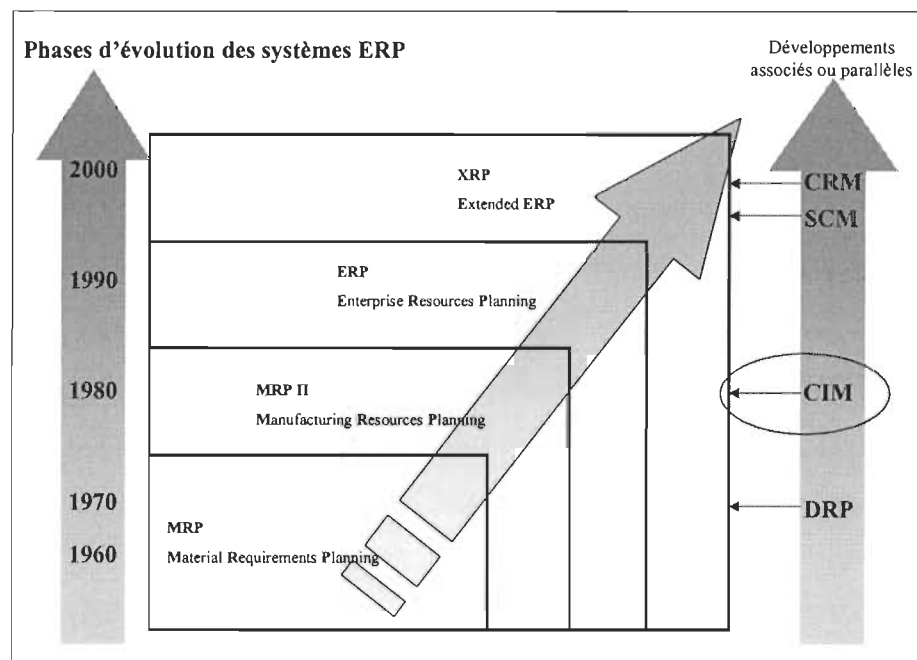 Phases d'évolution des systèmes ERP
Développements
associés ou parallèles
2000
XRP
Extended ERP
CRM
SCM
1990
ERP
Enterprise Resources Planning
1980
MRP II
Manufacturing Resources Planning
CIM
1970
MRP
Material Requirements Planning
1960
DRP